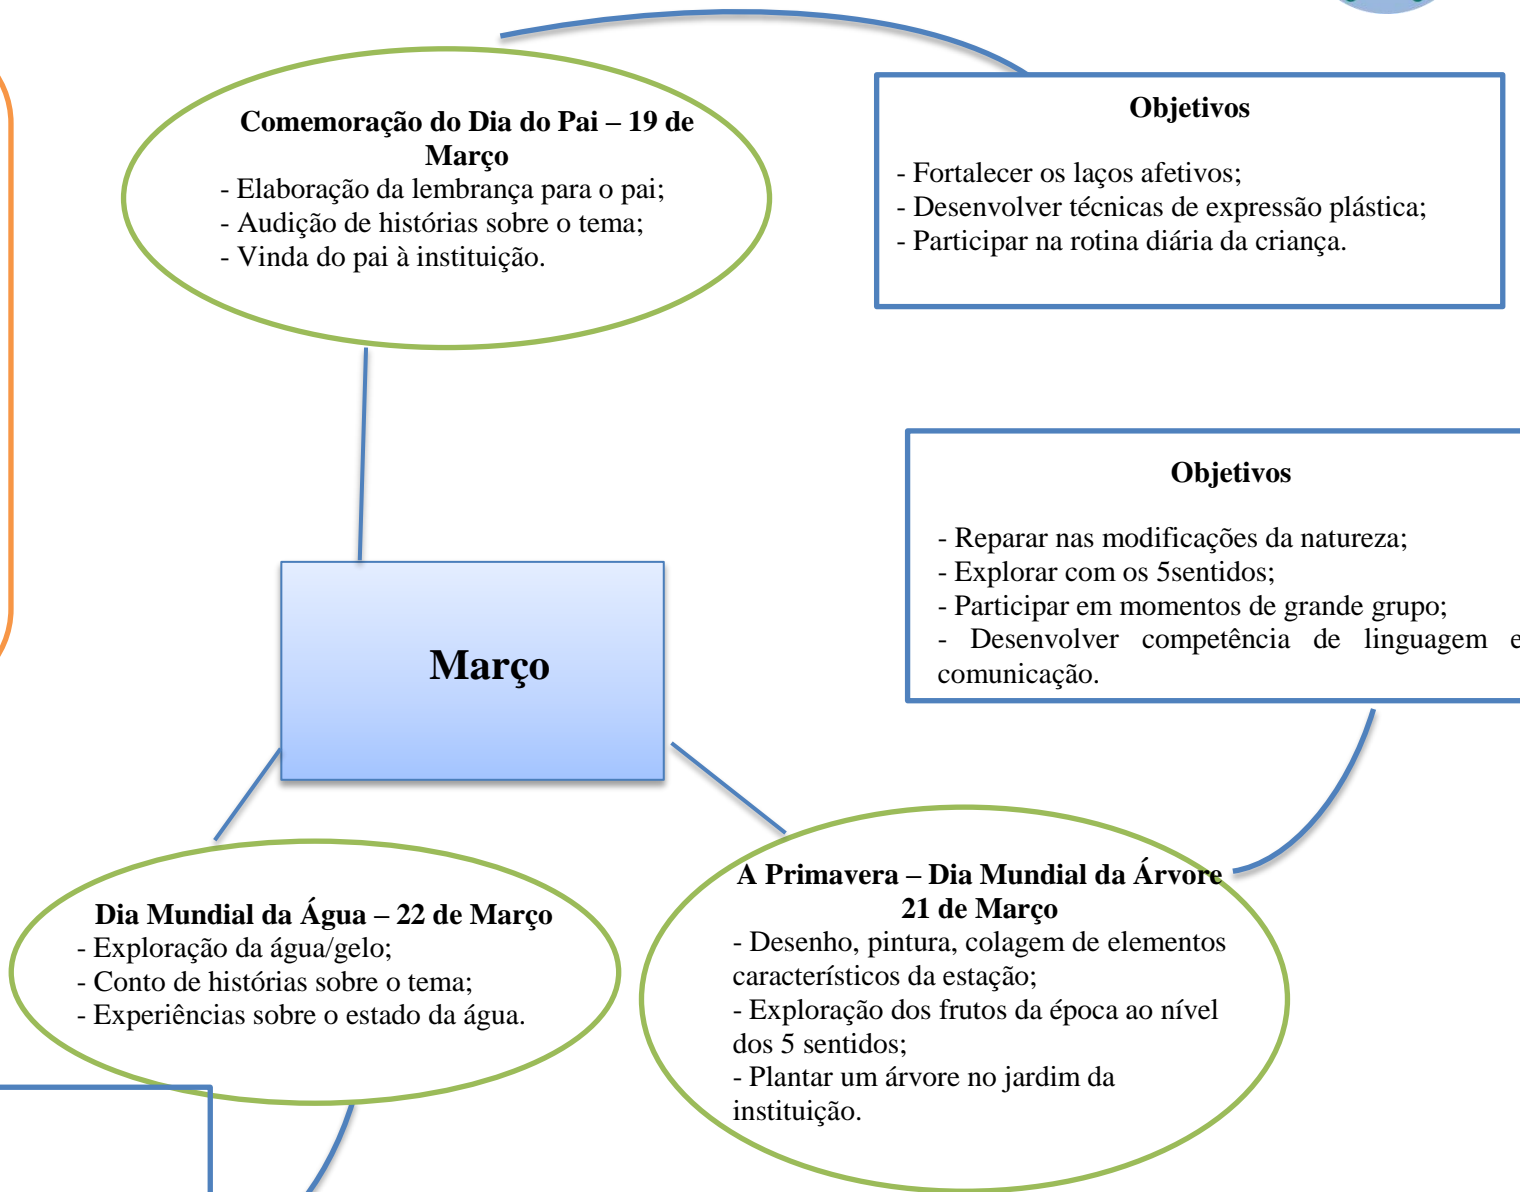 Comemoração do Dia do Pai – 19 de
Março
- Elaboração da lembrança para o pai;
- Audição de histórias sobre o tema;
- Vinda do pai à instituição.
Objetivos
- Fortalecer os laços afetivos;
- Desenvolver técnicas de expressão plástica;
- Participar na rotina diária da criança.
Objetivos
- Reparar nas modificações da natureza;
- Explorar com os 5sentidos;
- Participar em momentos de grande grupo;
- Desenvolver competência de linguagem e
comunicação.
Março
Dia Mundial da Água – 22 de Março
- Exploração da água/gelo;
- Conto de histórias sobre o tema;
- Experiências sobre o estado da água.
A Primavera – Dia Mundial da Árvore
21 de Março
- Desenho, pintura, colagem de elementos
característicos da estação;
- Exploração dos frutos da época ao nível
dos 5 sentidos;
- Plantar um árvore no jardim da
instituição.